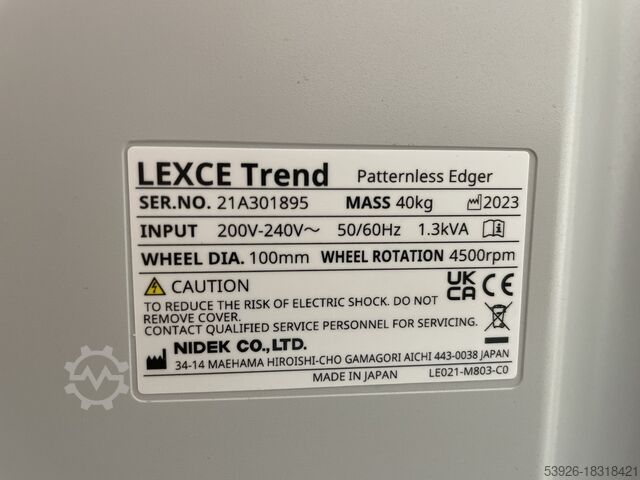 LEXCE Trend Patternless Edger
SER.NO. 21A301895 MASS 40kg 2023
INPUT 200V-240V~ 50/60Hz 1.3kVA
WHEEL DIA. 100mm WHEEL ROTATION 4500rpm
CAUTION
UK CA CE
TO REDUCE THE RISK OF ELECTRIC SHOCK. DO NOT
REMOVE COVER.
CONTACT QUALIFIED SERVICE PERSONNEL FOR SERVICING.
NIDEK CO., LTD.
34-14 MAEHAMA HIROISHI-CHO GAMAGORI AICHI 443-0038 JAPAN
MADE IN JAPAN LE021-M803-C0
53926-18318421